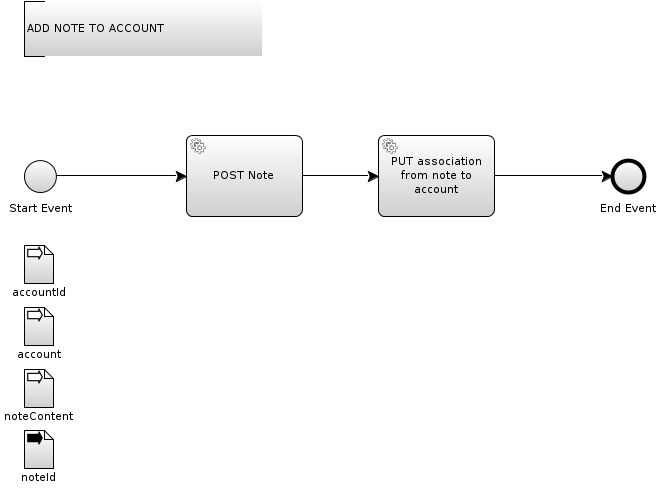 ADD NOTE TO ACCOUNT
POST Note
PUT association
from note to
account
Start Event
End Event
accountId
account
noteContent
noteId